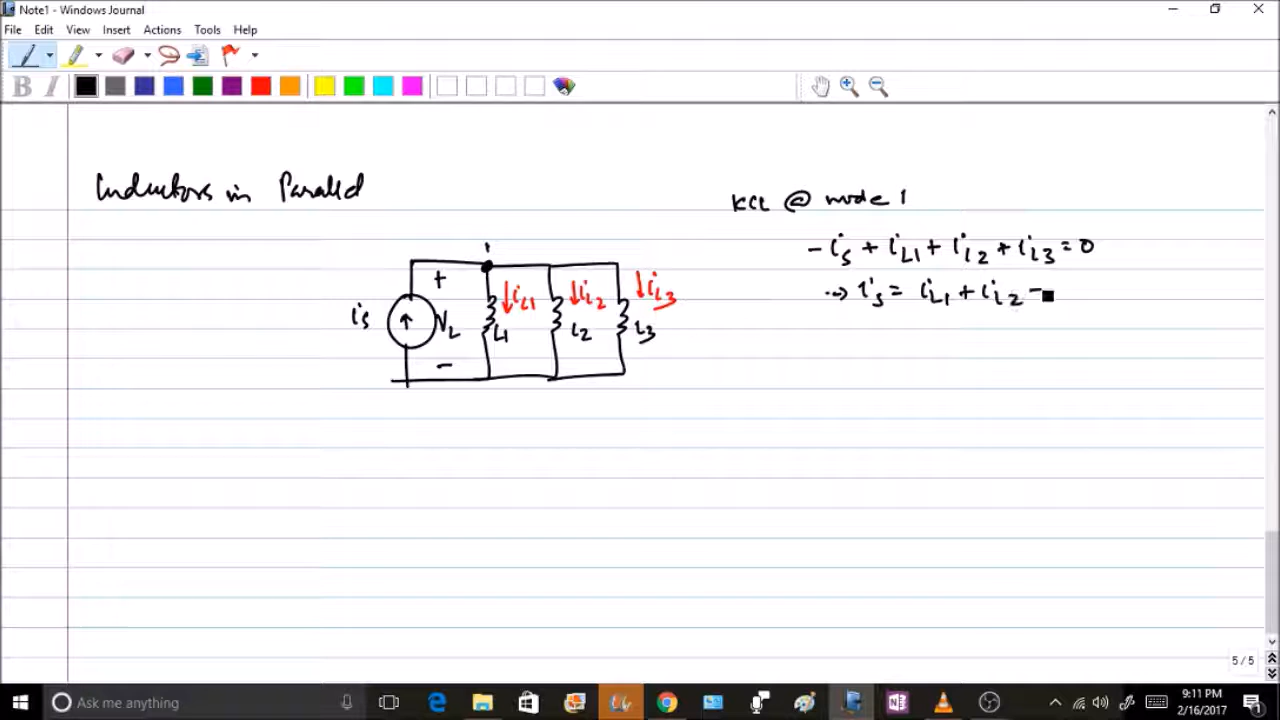 Note1 - Windows Journal
File Edit View Insert Actions Tools Help
B I
Inductors in Parallel
KCL @ node 1
-is + iL1 + iL2 + iL3 = 0
→ is = iL1 + iL2 -
1
+
iL1
iL2
iL3
is
VL
L1
L2
L3
-
5 / 5
Ask me anything
9:11 PM
2/16/2017